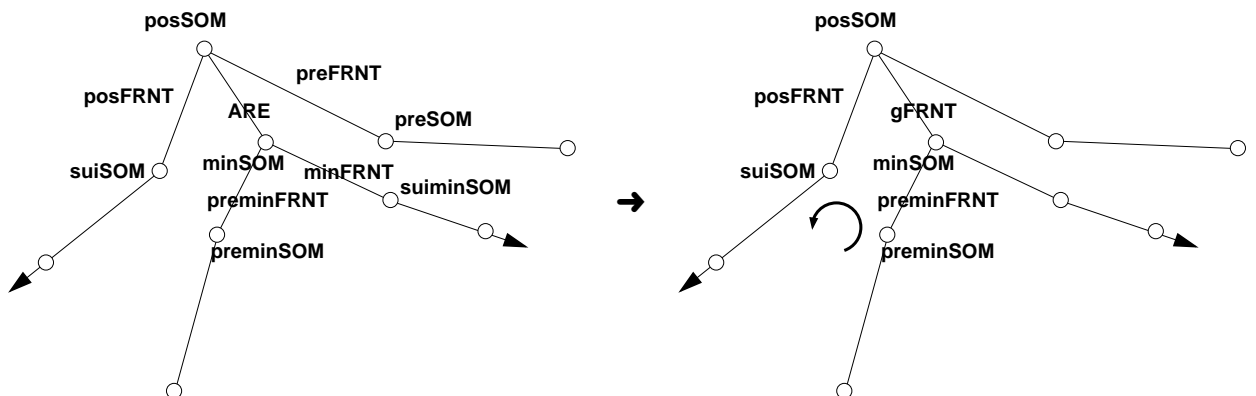 posSOM
preFRNT
posFRNT
ARE
preSOM
suiSOM
minSOM
minFRNT
suiminSOM
preminFRNT
preminSOM
posSOM
posFRNT
gFRNT
suiSOM
minSOM
preminFRNT
preminSOM